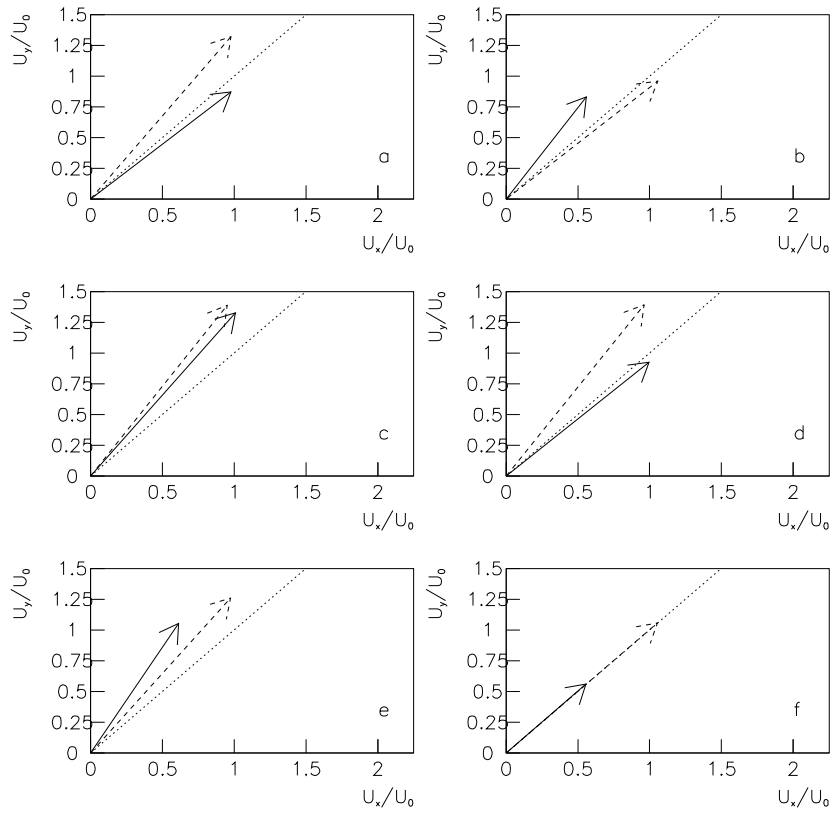 U_y/U_0 1.5 1.25 1 0.75 0.5 0.25 0 a
0 0.5 1 1.5 2
U_x/U_0
U_y/U_0 1.5 1.25 1 0.75 0.5 0.25 0 b
0 0.5 1 1.5 2
U_x/U_0
U_y/U_0 1.5 1.25 1 0.75 0.5 0.25 0 c
0 0.5 1 1.5 2
U_x/U_0
U_y/U_0 1.5 1.25 1 0.75 0.5 0.25 0 d
0 0.5 1 1.5 2
U_x/U_0
U_y/U_0 1.5 1.25 1 0.75 0.5 0.25 0 e
0 0.5 1 1.5 2
U_x/U_0
U_y/U_0 1.5 1.25 1 0.75 0.5 0.25 0 f
0 0.5 1 1.5 2
U_x/U_0